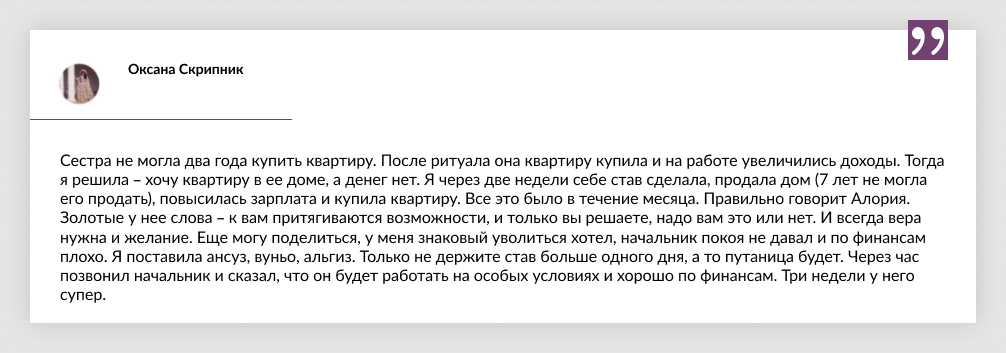 ”
Оксана Скрипник
Сестра не могла два года купить квартиру. После ритуала она квартиру купила и на работе увеличились доходы. Тогда
я решила – хочу квартиру в ее доме, а денег нет. Я через две недели себе став сделала, продала дом (7 лет не могла
его продать), повысилась зарплата и купила квартиру. Все это было в течение месяца. Правильно говорит Алория.
Золотые у нее слова – к вам притягиваются возможности, и только вы решаете, надо вам это или нет. И всегда вера
нужна и желание. Еще могу поделиться, у меня знаковый уволиться хотел, начальник покоя не давал и по финансам
плохо. Я поставила ансуз, вуньо, альгиз. Только не держите став больше одного дня, а то путаница будет. Через час
позвонил начальник и сказал, что он будет работать на особых условиях и хорошо по финансам. Три недели у него
супер.